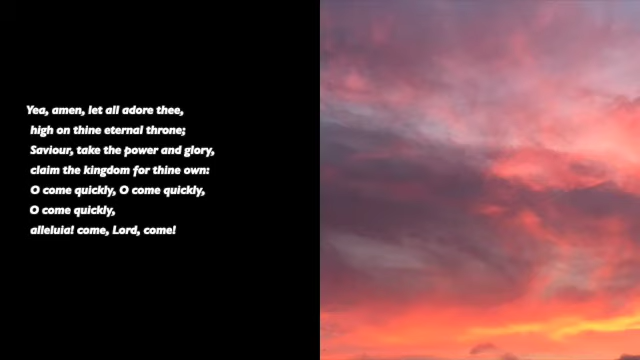 Yea, amen, let all adore thee,
high on thine eternal throne;
Saviour, take the power and glory,
claim the kingdom for thine own:
O come quickly, O come quickly,
O come quickly,
alleluia! come, Lord, come!